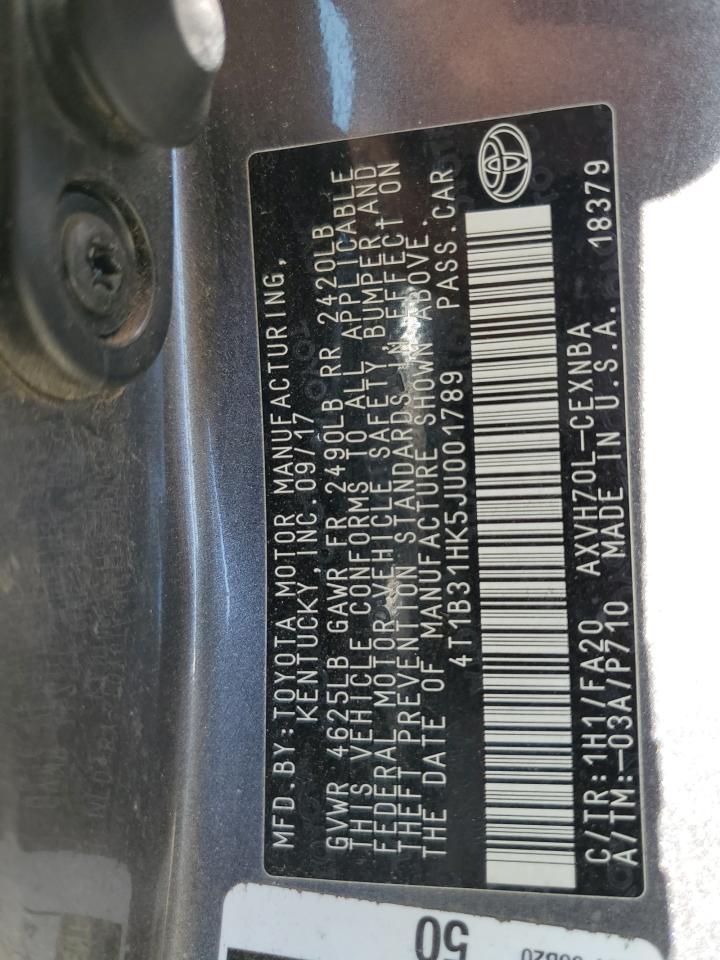 MFD.BY:TOYOTA MOTOR MANUFACTURING,
KENTUCKY, INC. 09/17
GVWR 4625LB GAWR FR 2490LB RR 2420LB
THIS VEHICLE CONFORMS TO ALL APPLICABLE
FEDERAL MOTOR VEHICLE SAFETY, BUMPER, AND
THEFT PREVENTION STANDARDS IN EFFECT ON
THE DATE OF MANUFACTURE SHOWN ABOVE.
4T1B31HK5JU001789 PASS.CAR
C/TR:1H1/FA20 AXVH70L-CEXNBA
A/TM:-03A/P710 MADE IN U.S.A. 18379
50